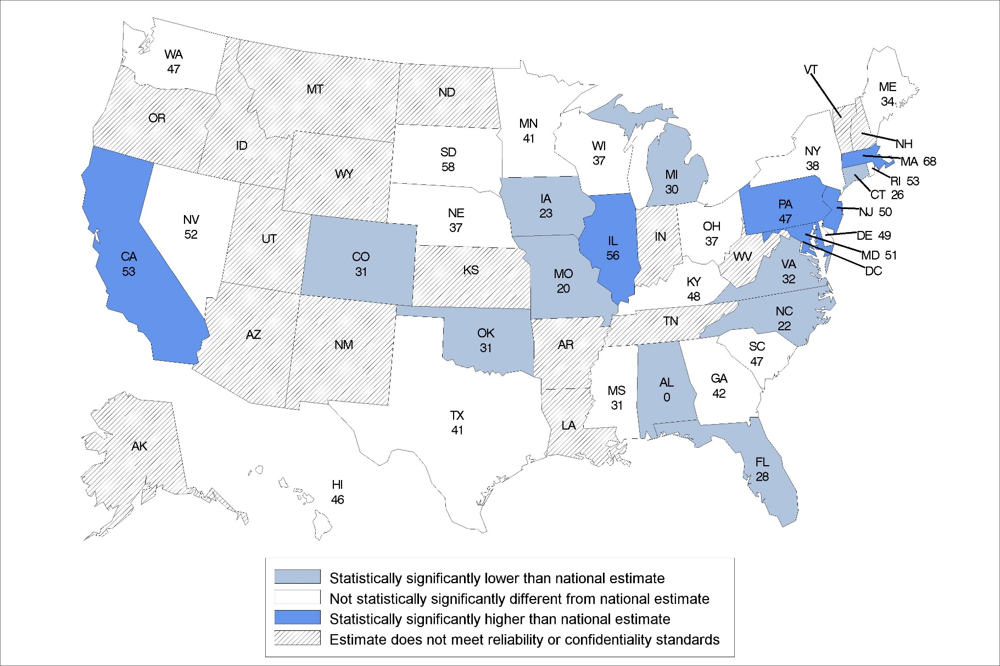 WA
47
MT
ND
OR
ID
WY
SD
58
MN
41
WI
37
MI
30
VT
ME
34
NH
NY
38
MA 68
RI 53
CT 26
NJ 50
PA
47
DE 49
MD 51
DC
NV
52
UT
CO
31
NE
37
IA
23
IL
56
IN
OH
37
WV
VA
32
CA
53
KS
MO
20
KY
48
AZ
NM
OK
31
AR
TN
NC
22
SC
47
MS
31
AL
0
GA
42
TX
41
LA
FL
28
AK
HI
46
Statistically significantly lower than national estimate
Not statistically significantly different from national estimate
Statistically significantly higher than national estimate
Estimate does not meet reliability or confidentiality standards